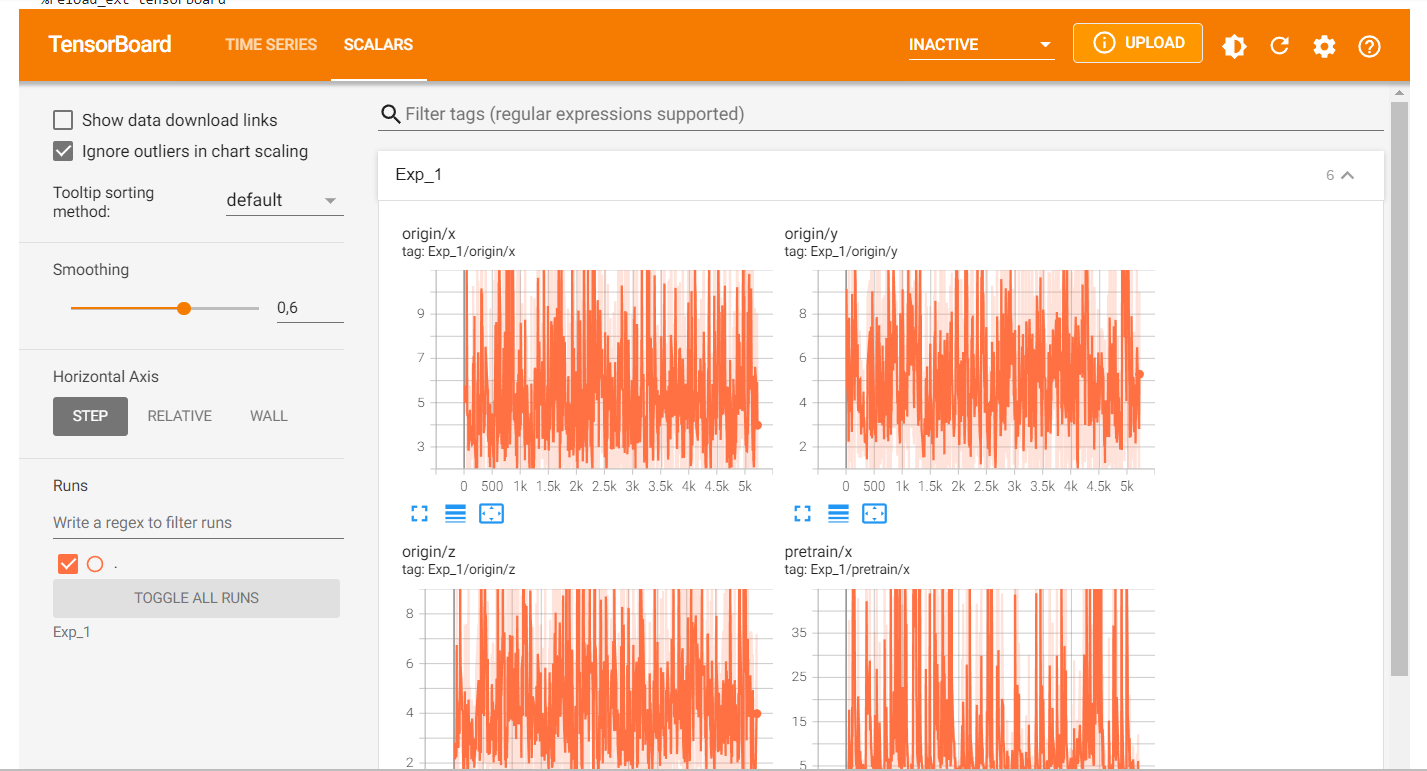 %reload_ext tensorboard
TensorBoard TIME SERIES SCALARS INACTIVE UPLOAD
Show data download links
Ignore outliers in chart scaling
Tooltip sorting
method:
default
Smoothing
0,6
Horizontal Axis
STEP RELATIVE WALL
Runs
Write a regex to filter runs
.
TOGGLE ALL RUNS
Exp_1
Filter tags (regular expressions supported)
Exp_1 6
origin/x
tag: Exp_1/origin/x
9
7
5
3
0 500 1k 1.5k 2k 2.5k 3k 3.5k 4k 4.5k 5k
origin/y
tag: Exp_1/origin/y
8
6
4
2
0 500 1k 1.5k 2k 2.5k 3k 3.5k 4k 4.5k 5k
origin/z
tag: Exp_1/origin/z
8
6
4
2
pretrain/x
tag: Exp_1/pretrain/x
35
25
15
5